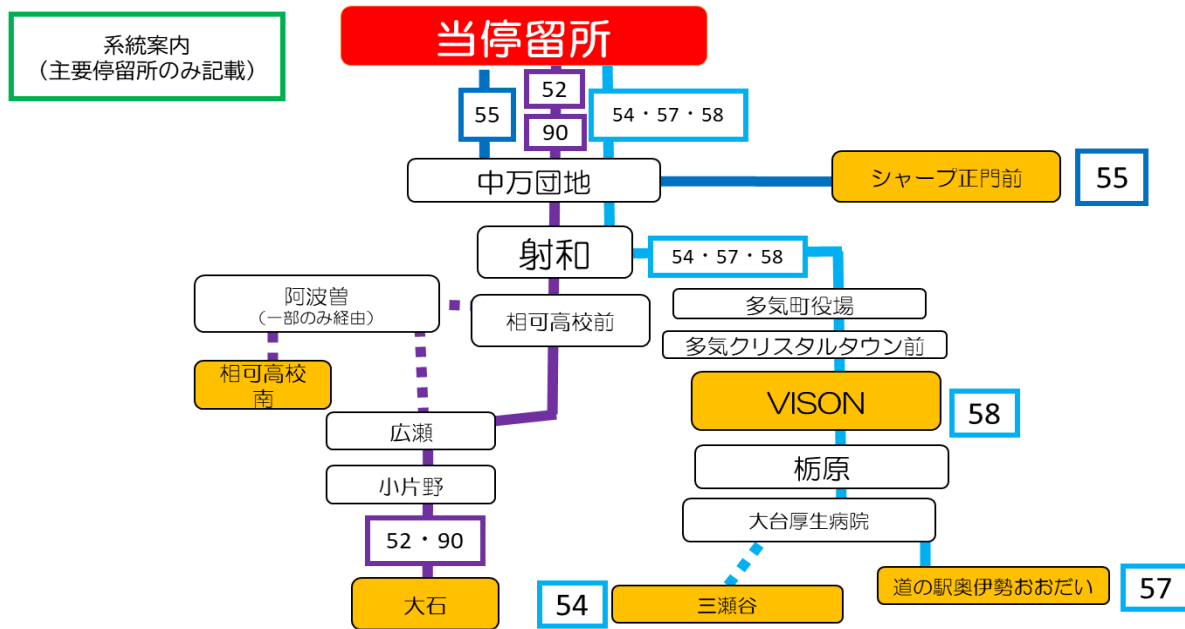 系統案内
（主要停留所のみ記載）
当停留所
55
52
90
54・57・58
中万団地
シャープ正門前
55
射和
54・57・58
阿波曽
（一部のみ経由）
相可高校前
多気町役場
多気クリスタルタウン前
相可高校
南
VISON
58
広瀬
栃原
小片野
大台厚生病院
52・90
大石
54
三瀬谷
道の駅奥伊勢おおだい
57